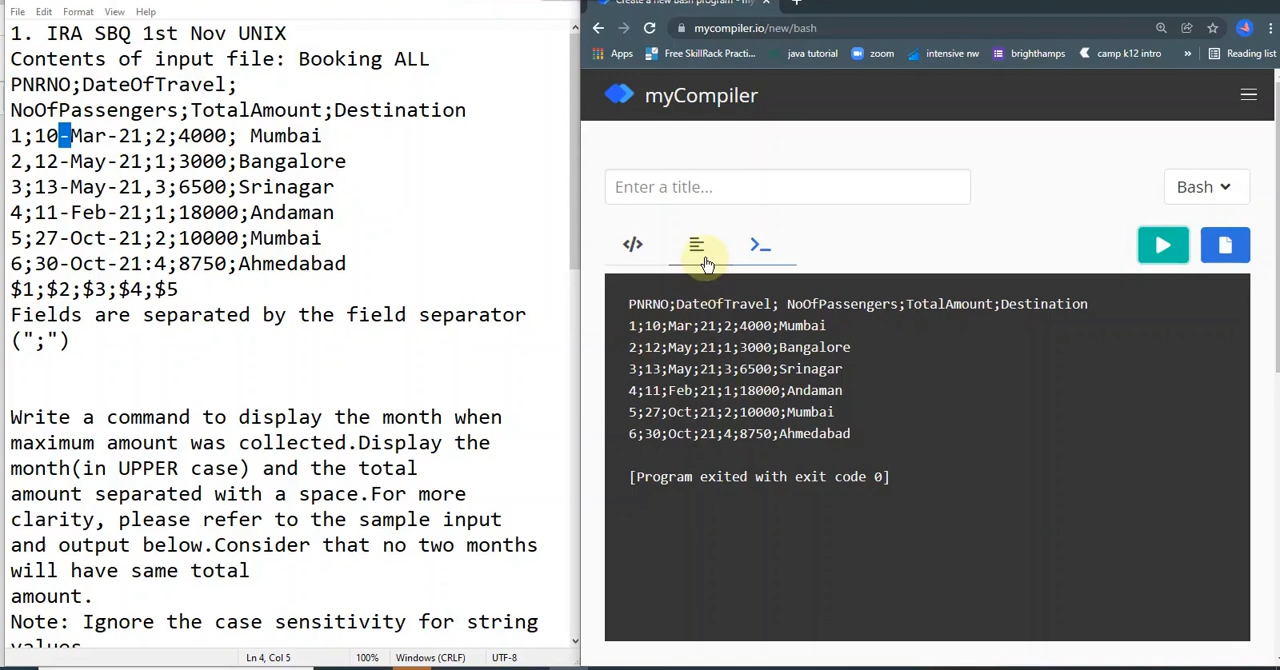 File Edit Format View Help
1. IRA SBQ 1st Nov UNIX
Contents of input file: Booking ALL
PNRNO;DateOfTravel;
NoOfPassengers;TotalAmount;Destination
1;10-Mar-21;2;4000; Mumbai
2,12-May-21;1;3000;Bangalore
3;13-May-21,3;6500;Srinagar
4;11-Feb-21;1;18000;Andaman
5;27-Oct-21;2;10000;Mumbai
6;30-Oct-21:4;8750;Ahmedabad
$1;$2;$3;$4;$5
Fields are separated by the field separator
(";")
Write a command to display the month when
maximum amount was collected.Display the
month(in UPPER case) and the total
amount separated with a space.For more
clarity, please refer to the sample input
and output below.Consider that no two months
will have same total
amount.
Note: Ignore the case sensitivity for string
values
Ln 4, Col 5 100% Windows (CRLF) UTF-8
Create a new bash program - my
mycompiler.io/new/bash
Apps Free SkillRack Practi... java tutorial zoom intensive nw brighthamps camp k12 intro » Reading list
myCompiler
Enter a title...
Bash
PNRNO;DateOfTravel; NoOfPassengers;TotalAmount;Destination
1;10;Mar;21;2;4000;Mumbai
2;12;May;21;1;3000;Bangalore
3;13;May;21;3;6500;Srinagar
4;11;Feb;21;1;18000;Andaman
5;27;Oct;21;2;10000;Mumbai
6;30;Oct;21;4;8750;Ahmedabad
[Program exited with exit code 0]